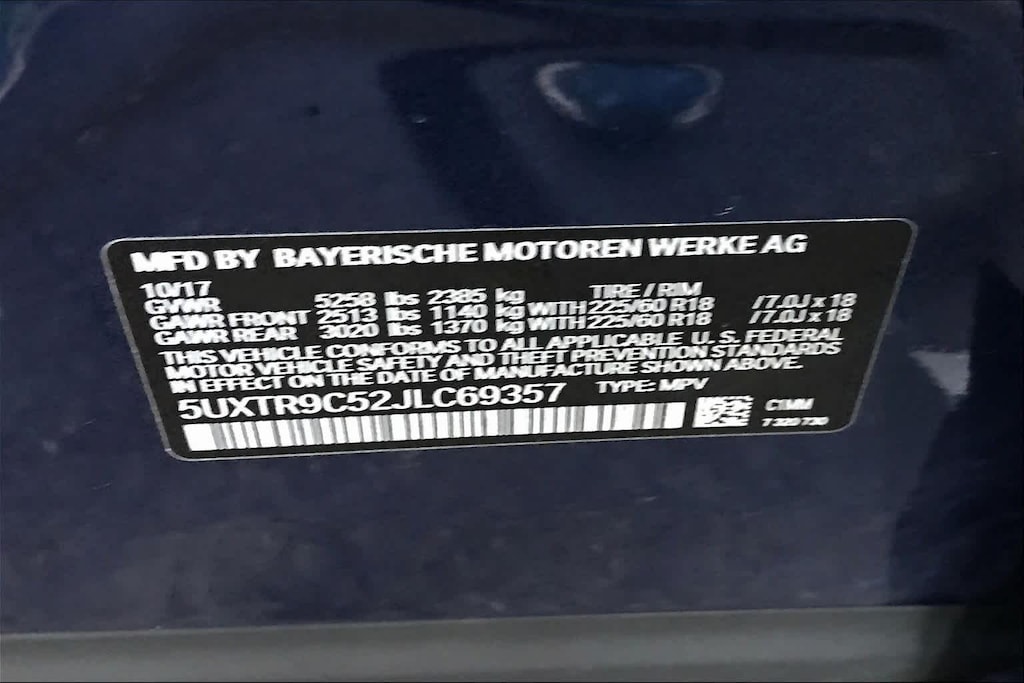 MFD BY BAYERISCHE MOTOREN WERKE AG
10/17 TIRE / RIM
GVWR 5258 lbs 2385 kg
GAWR FRONT 2513 lbs 1140 kg WITH 225/60 R18 / 7.0J x 18
GAWR REAR 3020 lbs 1370 kg WITH 225/60 R18 / 7.0J x 18
THIS VEHICLE CONFORMS TO ALL APPLICABLE U. S. FEDERAL
MOTOR VEHICLE SAFETY AND THEFT PREVENTION STANDARDS
IN EFFECT ON THE DATE OF MANUFACTURE SHOWN ABOVE.
5UXTR9C52JLC69357 TYPE: MPV
C1MM
7 320 730